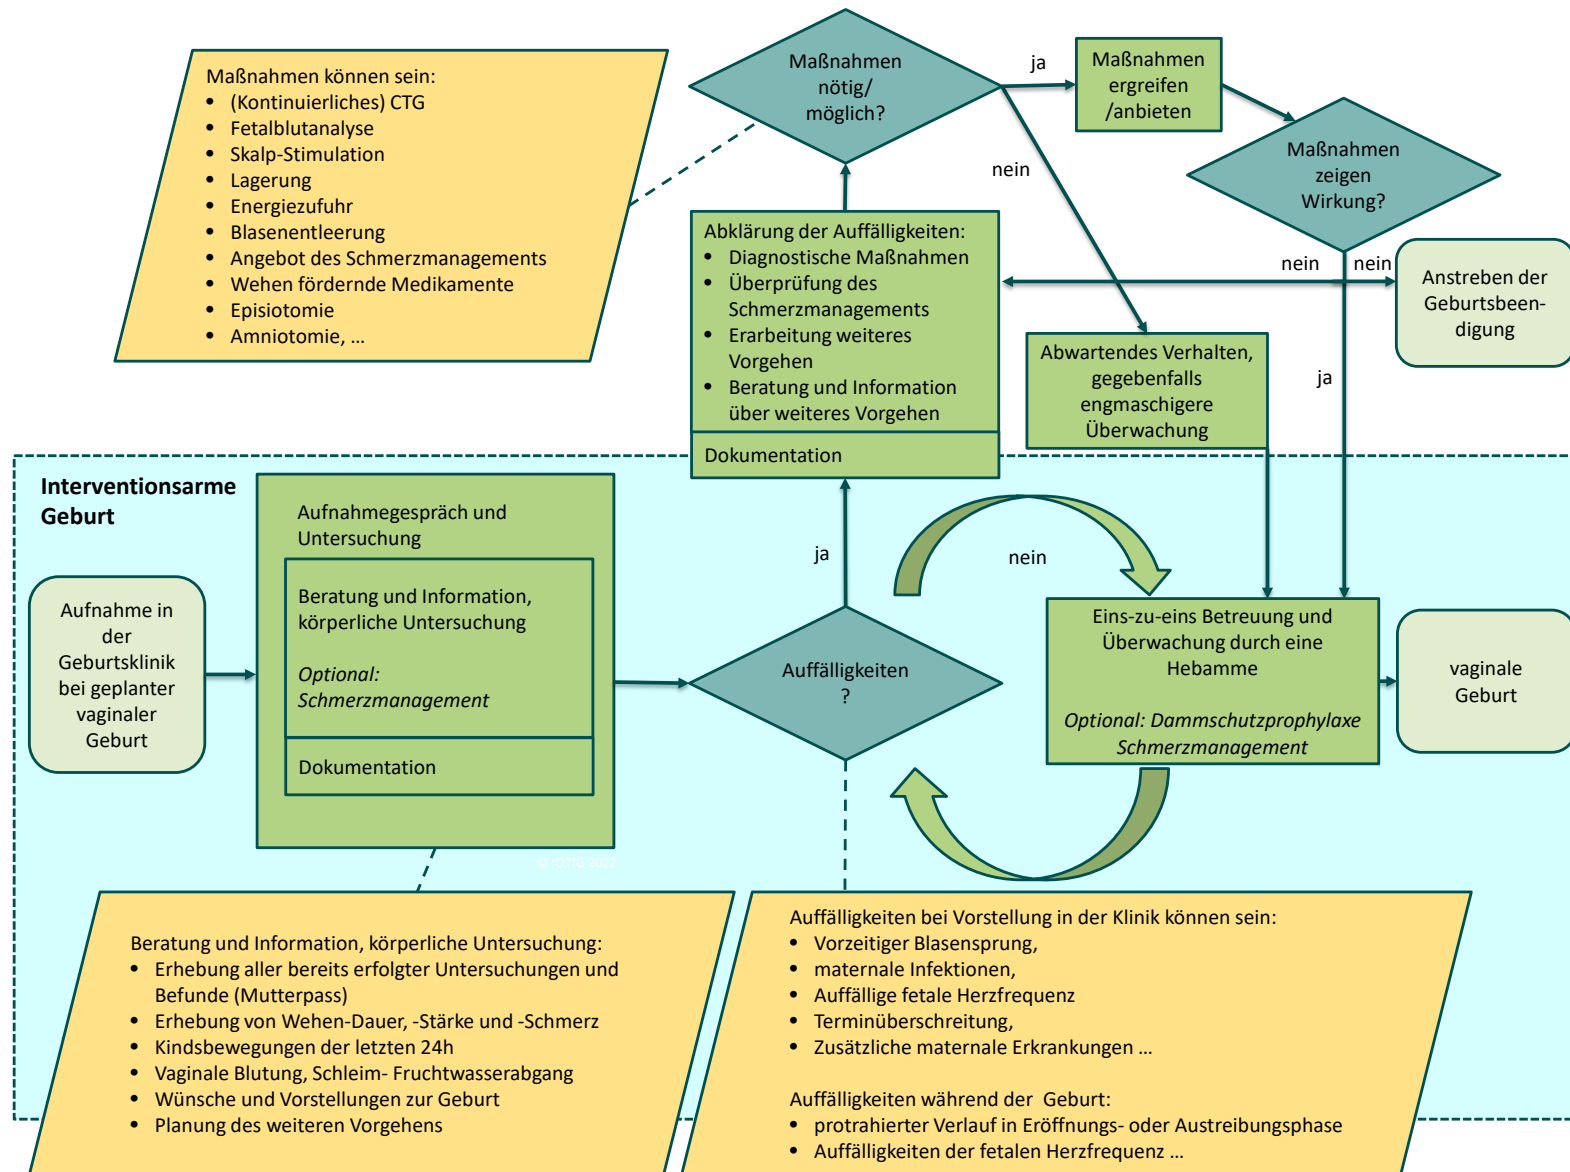 Maßnahmen können sein:
• (Kontinuierliches) CTG
• Fetalblutanalyse
• Skalp-Stimulation
• Lagerung
• Energiezufuhr
• Blasenentleerung
• Angebot des Schmerzmanagements
• Wehen fördernde Medikamente
• Episiotomie
• Amniotomie, ...
Maßnahmen
nötig/
möglich?
ja
Maßnahmen
ergreifen
/anbieten
nein
Maßnahmen
zeigen
Wirkung?
nein
nein
ja
Anstreben der
Geburtsbeen-
digung
Abklärung der Auffälligkeiten:
• Diagnostische Maßnahmen
• Überprüfung des
Schmerzmanagements
• Erarbeitung weiteres
Vorgehen
• Beratung und Information
über weiteres Vorgehen
Dokumentation
Abwartendes Verhalten,
gegebenfalls
engmaschigere
Überwachung
Interventionsarme
Geburt
Aufnahme in
der
Geburtsklinik
bei geplanter
vaginaler
Geburt
Aufnahmegespräch und
Untersuchung
Beratung und Information,
körperliche Untersuchung
Optional:
Schmerzmanagement
Dokumentation
© IQTIG 2022
ja
Auffälligkeiten
?
nein
Eins-zu-eins Betreuung und
Überwachung durch eine
Hebamme
Optional: Dammschutzprophylaxe
Schmerzmanagement
vaginale
Geburt
Beratung und Information, körperliche Untersuchung:
• Erhebung aller bereits erfolgter Untersuchungen und
Befunde (Mutterpass)
• Erhebung von Wehen-Dauer, -Stärke und -Schmerz
• Kindsbewegungen der letzten 24h
• Vaginale Blutung, Schleim- Fruchtwasserabgang
• Wünsche und Vorstellungen zur Geburt
• Planung des weiteren Vorgehens
Auffälligkeiten bei Vorstellung in der Klinik können sein:
• Vorzeitiger Blasensprung,
• maternale Infektionen,
• Auffällige fetale Herzfrequenz
• Terminüberschreitung,
• Zusätzliche maternale Erkrankungen ...
Auffälligkeiten während der Geburt:
• protrahierter Verlauf in Eröffnungs- oder Austreibungsphase
• Auffälligkeiten der fetalen Herzfrequenz ...